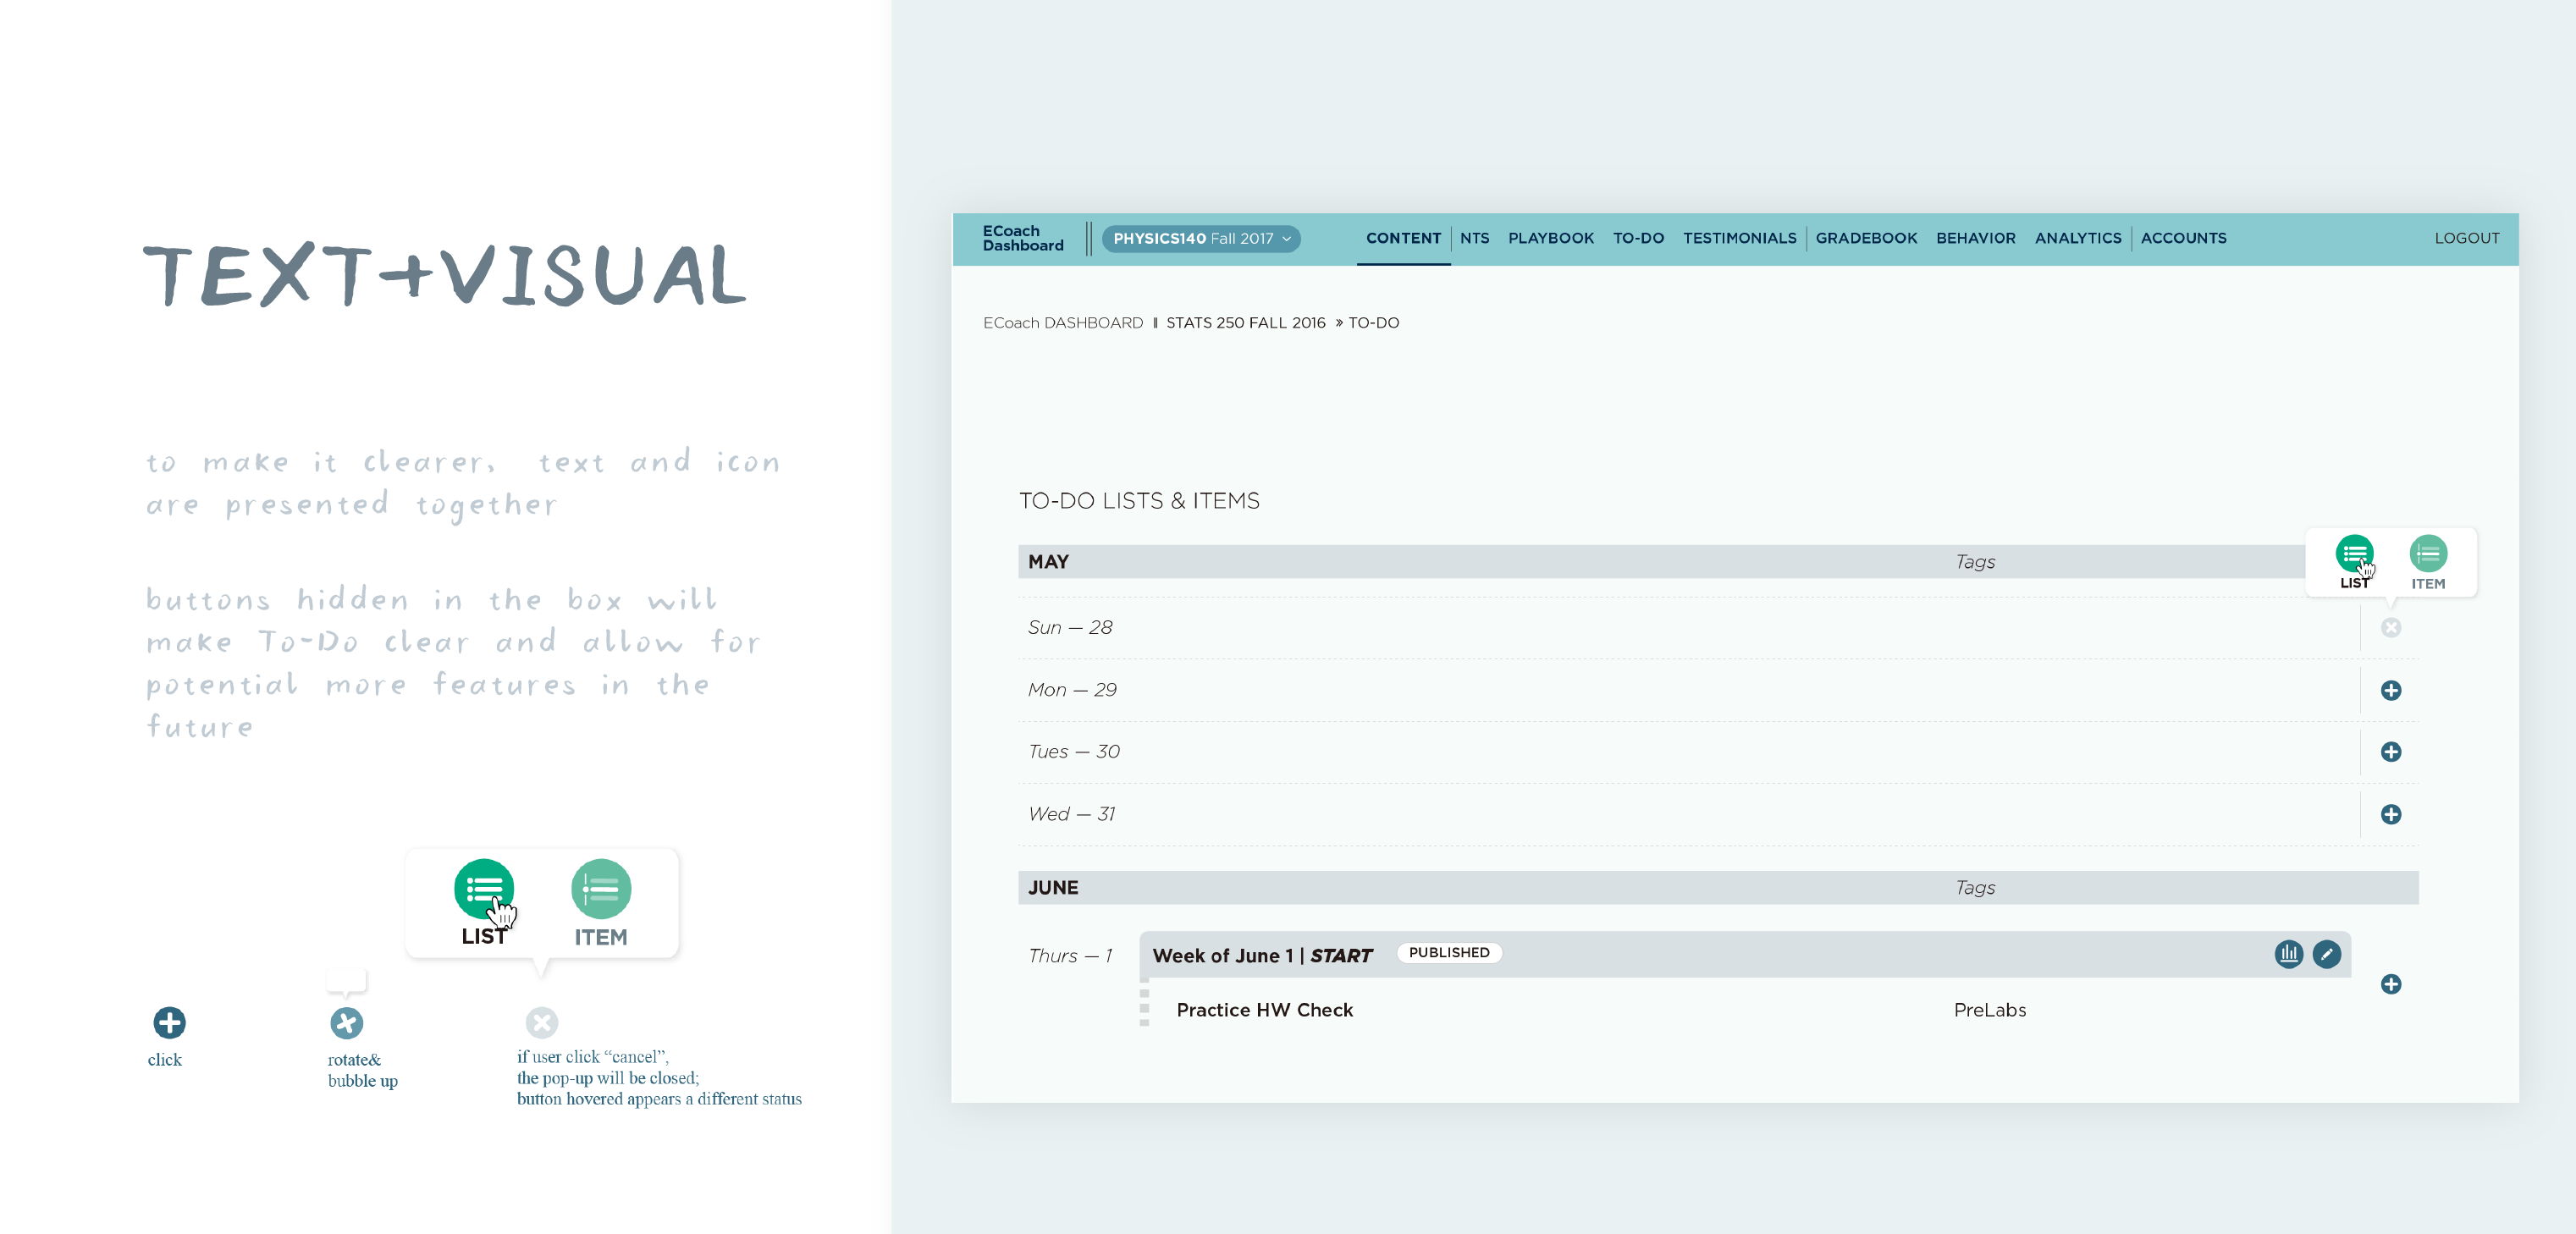 TEXT+VISUAL
to make it clearer, text and icon
are presented together
buttons hidden in the box will
make To-Do clear and allow for
potential more features in the
future
LIST
ITEM
click
rotate&
bubble up
if user click “cancel”,
the pop-up will be closed;
button hovered appears a different status
ECoach
Dashboard
PHYSICS140 Fall 2017
CONTENT NTS PLAYBOOK TO-DO TESTIMONIALS GRADEBOOK BEHAVIOR ANALYTICS ACCOUNTS
LOGOUT
ECoach DASHBOARD || STATS 250 FALL 2016 » TO-DO
TO-DO LISTS & ITEMS
MAY Tags
LIST
ITEM
Sun — 28
Mon — 29
Tues — 30
Wed — 31
JUNE Tags
Thurs — 1
Week of June 1 | START PUBLISHED
Practice HW Check PreLabs